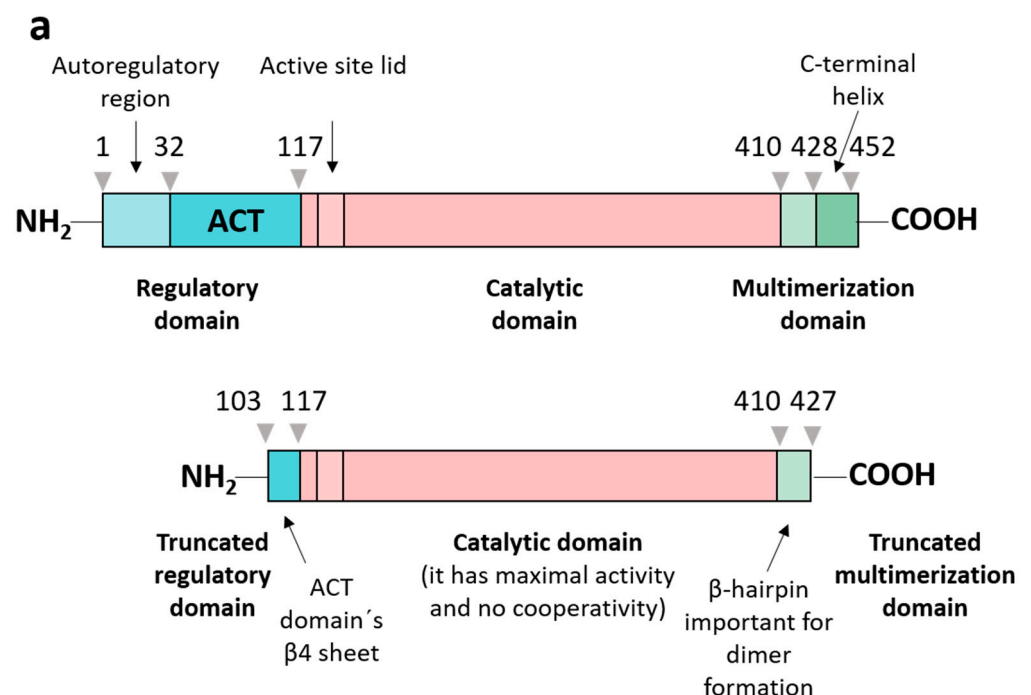 a
Autoregulatory
region
Active site lid
C-terminal
helix
1 32 117 410 428 452
NH2 ACT COOH
Regulatory
domain
Catalytic
domain
Multimerization
domain
103 117 410 427
NH2 COOH
Truncated
regulatory
domain
ACT
domain´s
β4 sheet
Catalytic domain
(it has maximal activity
and no cooperativity)
β-hairpin
important for
dimer
formation
Truncated
multimerization
domain